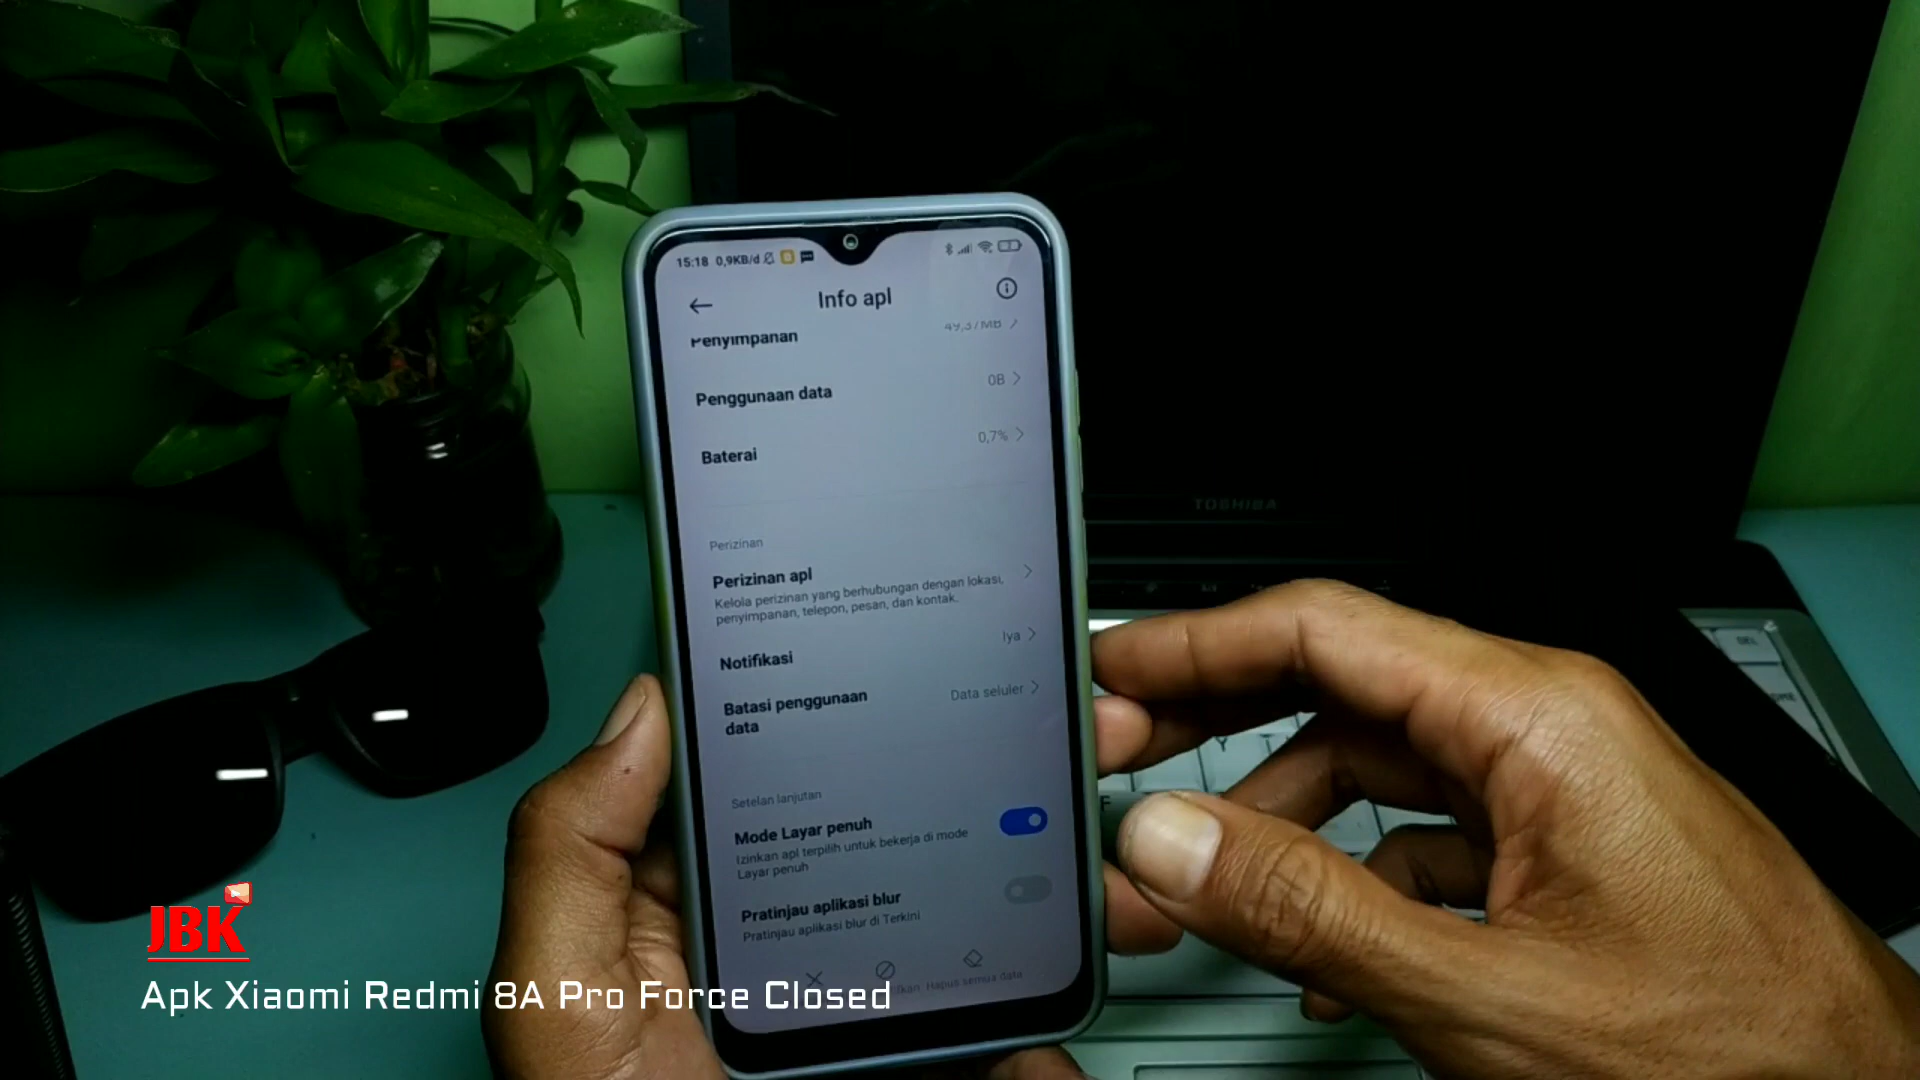 15:18 0,9KB/d
Info apl
Penyimpanan
49,37MB
Penggunaan data
0B
Baterai
0,7%
Perizinan
Perizinan apl
Kelola perizinan yang berhubungan dengan lokasi,
penyimpanan, telepon, pesan, dan kontak.
Notifikasi
Iya
Batasi penggunaan
data
Data seluler
Setelan lanjutan
Mode Layar penuh
Izinkan apl terpilih untuk bekerja di mode
Layar penuh
Pratinjau aplikasi blur
Pratinjau aplikasi blur di Terkini
Hapus semua data
TOSHIBA
DEL
Y
F
JBK
Apk Xiaomi Redmi 8A Pro Force Closed